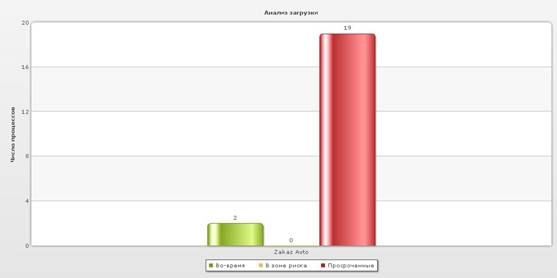 Анализ загрузки
Число процессов
20
16
12
8
4
0
2
0
19
Zakaz Avto
Во-время
В зоне риска
Просроченные